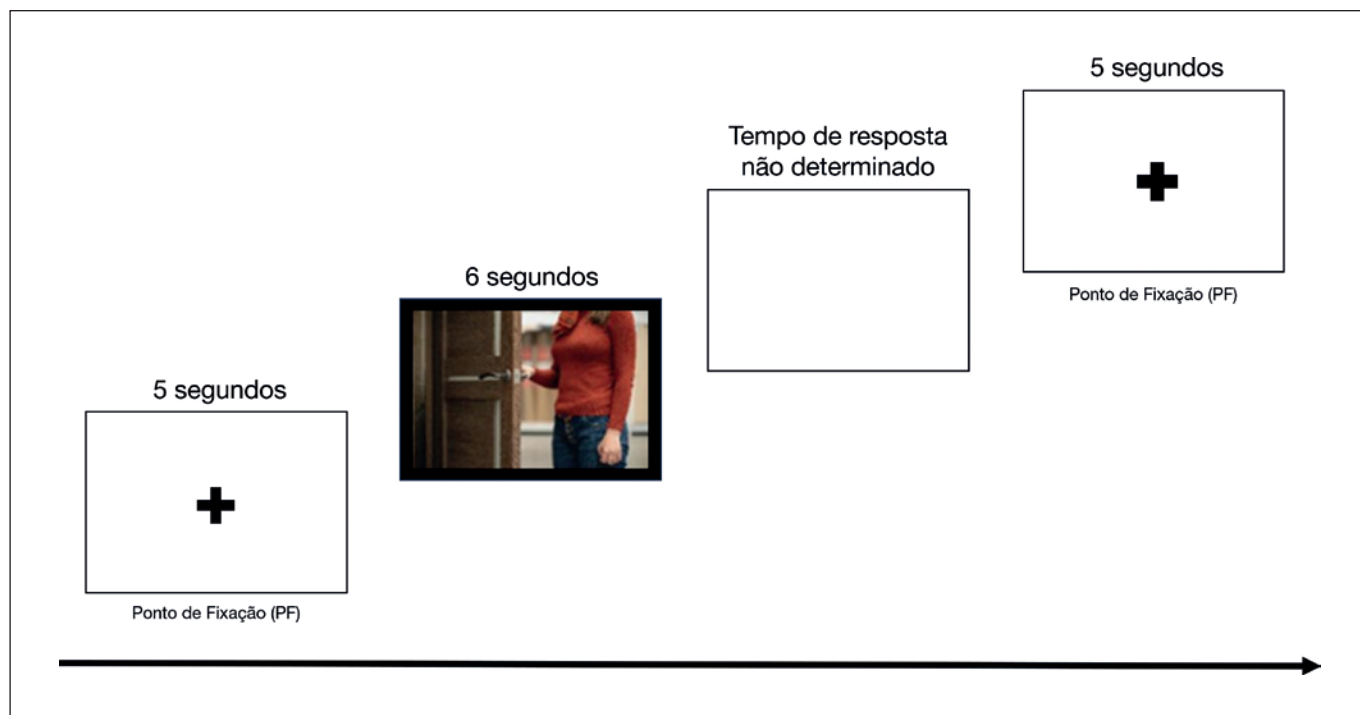 5 segundos
Ponto de Fixação (PF)
6 segundos
Tempo de resposta
não determinado
5 segundos
Ponto de Fixação (PF)